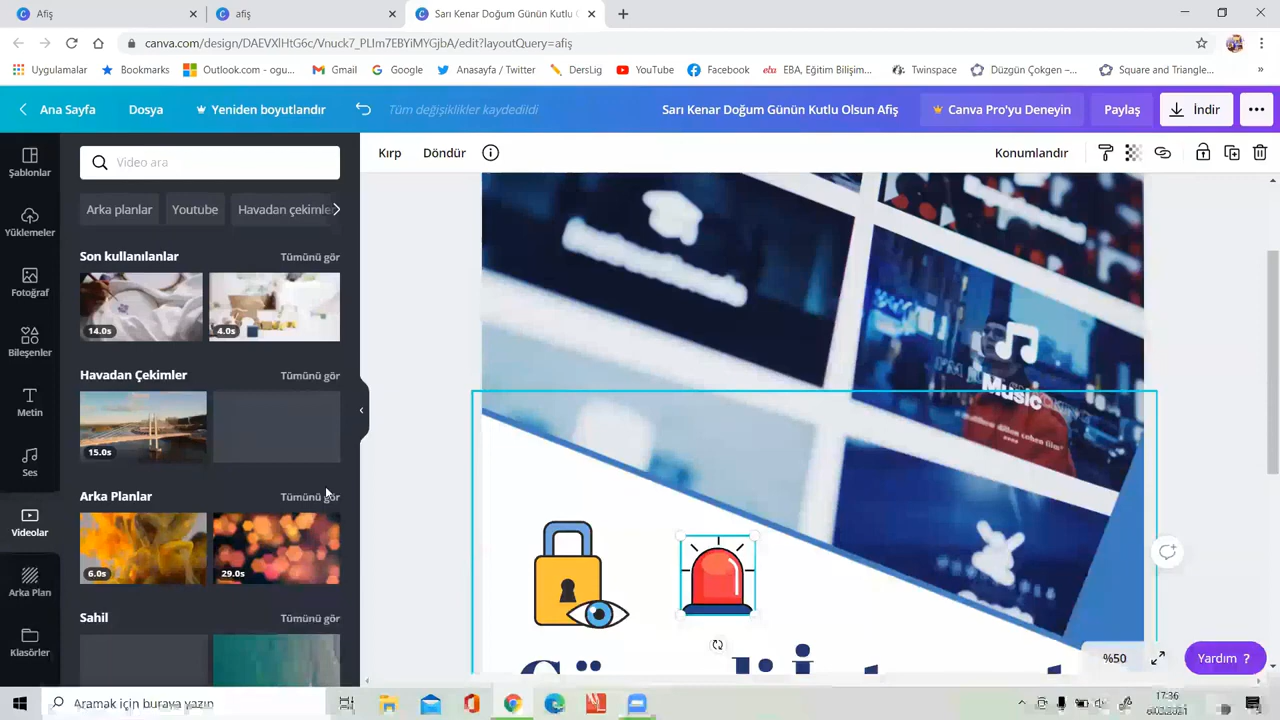 Afiş
afiş
Sarı Kenar Doğum Günün Kutlu
canva.com/design/DAEVXlHtG6c/Vnuck7_PLIm7EBYiMYGjbA/edit?layoutQuery=afiş
Uygulamalar
Bookmarks
Outlook.com - ogu...
Gmail
Google
Anasayfa / Twitter
DersLig
YouTube
Facebook
eba
EBA, Eğitim Bilişim...
Twinspace
Düzgün Çokgen –...
Square and Triangle...
Ana Sayfa
Dosya
Yeniden boyutlandır
Tüm değişiklikler kaydedildi
Sarı Kenar Doğum Günün Kutlu Olsun Afiş
Canva Pro'yu Deneyin
Paylaş
İndir
Kırp
Döndür
Konumlandır
Şablonlar
Yüklemeler
Fotoğraf
Bileşenler
Metin
Ses
Videolar
Arka Plan
Klasörler
Video ara
Arka planlar
Youtube
Havadan çekimle
Son kullanılanlar
Tümünü gör
14.0s
4.0s
Havadan Çekimler
Tümünü gör
15.0s
Arka Planlar
Tümünü gör
6.0s
29.0s
Sahil
Tümünü gör
Music
%50
Yardım ?
Aramak için buraya yazın
17:36